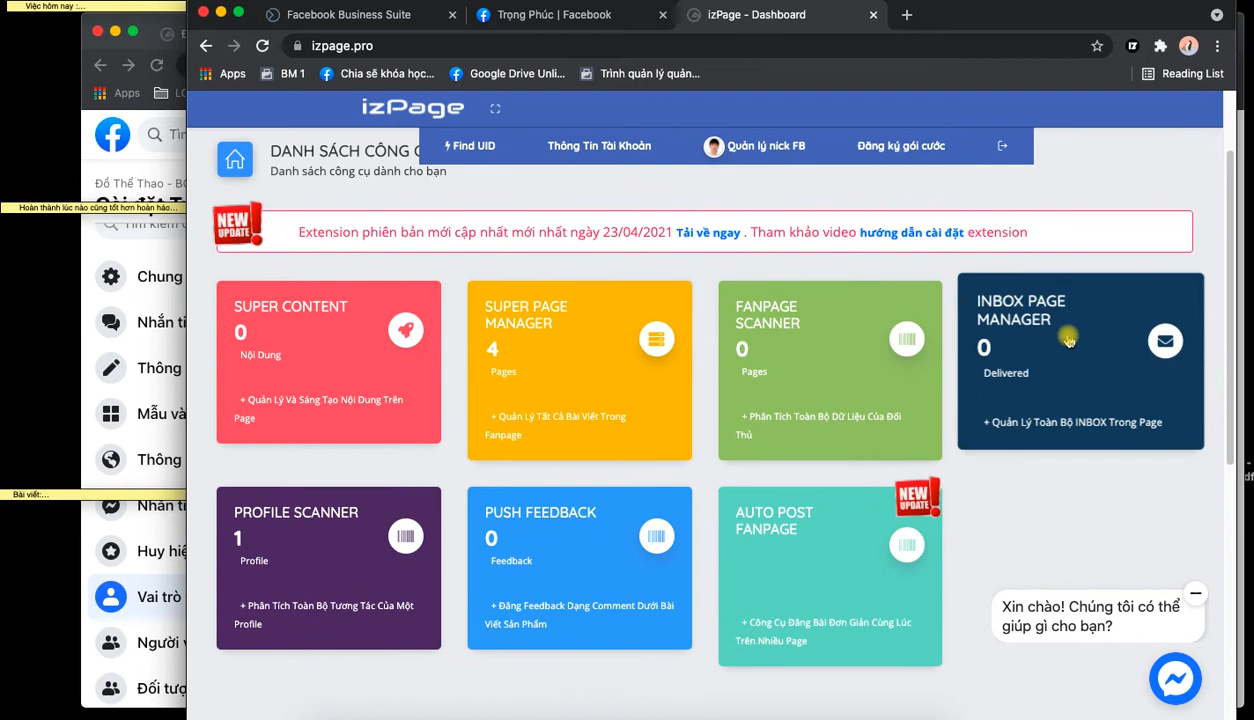 Việc hôm nay :...
Facebook Business Suite
Trọng Phúc | Facebook
izPage - Dashboard
izpage.pro
Apps
BM 1
Chia sẽ khóa học...
Google Drive Unli...
Trình quản lý quản...
Reading List
Apps
izPage
Find UID
Thông Tin Tài Khoản
Quản lý nick FB
Đăng ký gói cước
DANH SÁCH CÔNG
Danh sách công cụ dành cho bạn
Đồ Thể Thao - BO
Cài đặt T
Hoàn thành lúc nào cũng tốt hơn hoàn hảo...
Tìm kiếm
NEW
UPDATE
Extension phiên bản mới cập nhất mới nhất ngày 23/04/2021 Tải về ngay . Tham khảo video hướng dẫn cài đặt extension
Chung
Nhắn ti
Thông
Mẫu và
Thông
Bài viết:...
Nhắn ti
Huy hiệ
Vai trò
Người
Đối tượ
SUPER CONTENT
0
Nội Dung
+ Quản Lý Và Sáng Tạo Nội Dung Trên
Page
SUPER PAGE
MANAGER
4
Pages
+ Quản Lý Tất Cả Bài Viết Trong
Fanpage
FANPAGE
SCANNER
0
Pages
+ Phân Tích Toàn Bộ Dữ Liệu Của Đối
Thủ
INBOX PAGE
MANAGER
0
Delivered
+ Quản Lý Toàn Bộ INBOX Trong Page
PROFILE SCANNER
1
Profile
+ Phân Tích Toàn Bộ Tương Tác Của Một
Profile
PUSH FEEDBACK
0
Feedback
+ Đăng Feedback Dạng Comment Dưới Bài
Viết Sản Phẩm
NEW
UPDATE
AUTO POST
FANPAGE
+ Công Cụ Đăng Bài Đơn Giản Cùng Lúc
Trên Nhiều Page
Xin chào! Chúng tôi có thể
giúp gì cho bạn?